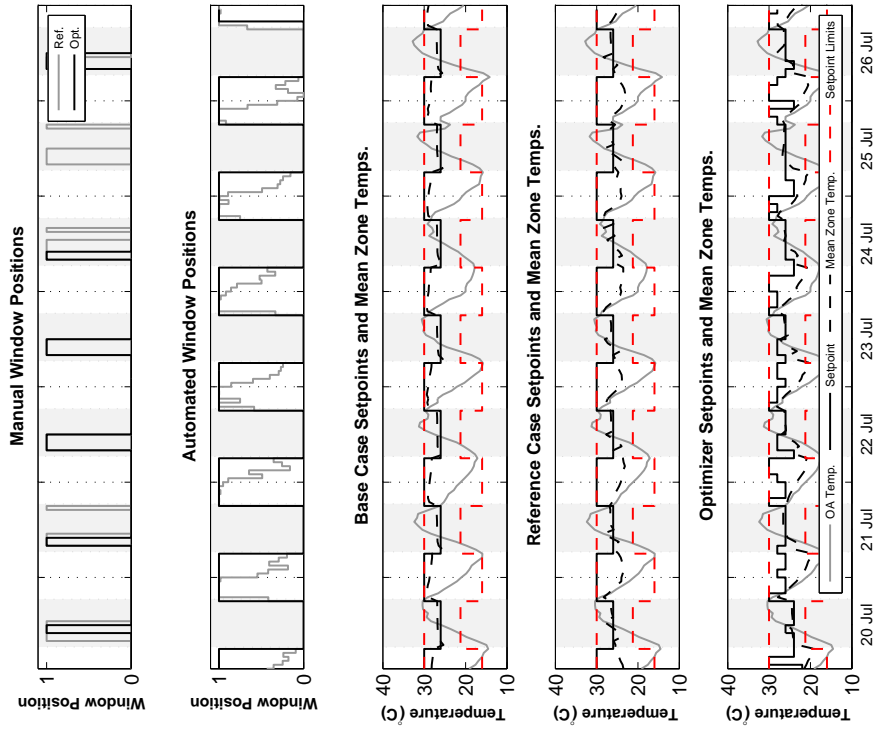 Manual Window Positions
Window Position
1
0
Ref.
Opt.
Automated Window Positions
Window Position
1
0
Base Case Setpoints and Mean Zone Temps.
Temperature (°C)
40
30
20
10
Reference Case Setpoints and Mean Zone Temps.
Temperature (°C)
40
30
20
10
Optimizer Setpoints and Mean Zone Temps.
Temperature (°C)
40
30
20
10
OA Temp.
Setpoint
Mean Zone Temp.
Setpoint Limits
20 Jul
21 Jul
22 Jul
23 Jul
24 Jul
25 Jul
26 Jul